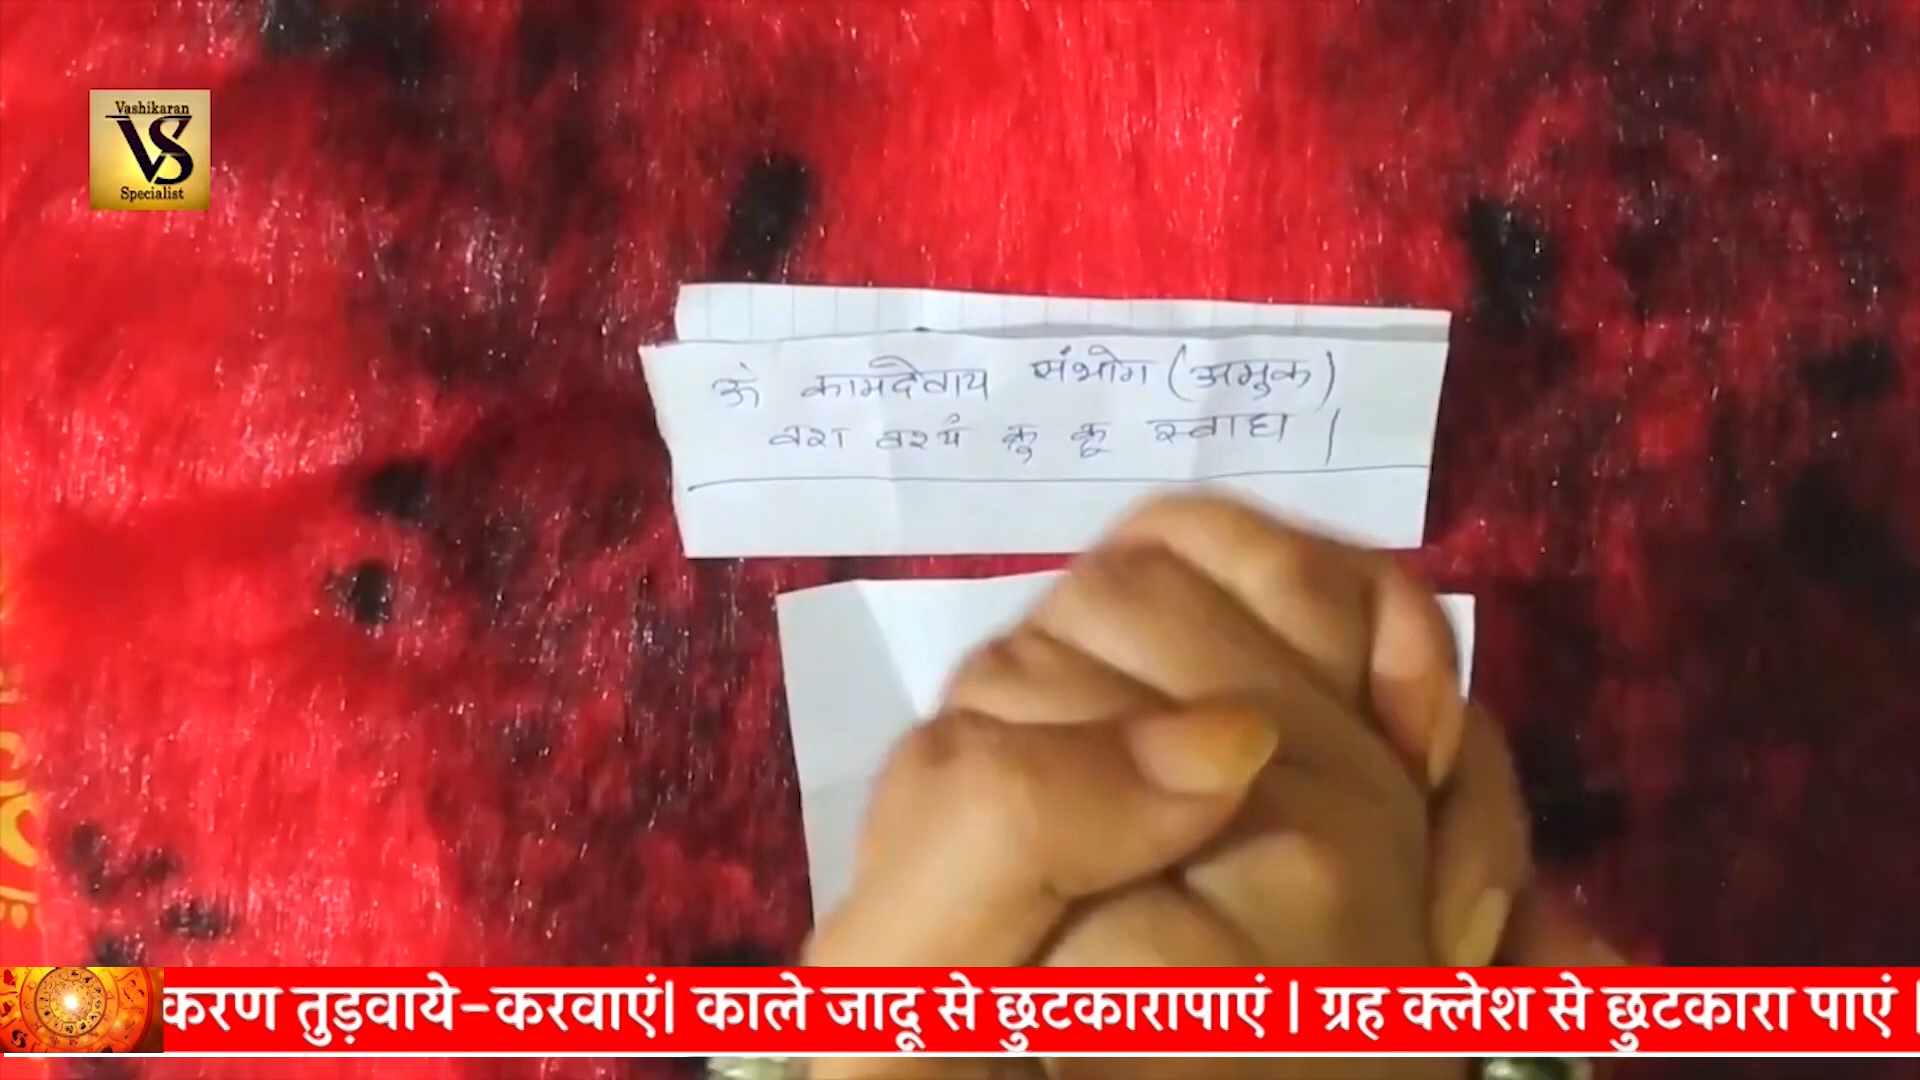 Vashikaran
VS
Specialist
ॐ कामदेवाय संभोग (अमुक)
वश वश्यं कु कू स्वाहा |
करण तुड़वाये-करवाएं| काले जादू से छुटकारापाएं | ग्रह क्लेश से छुटकारा पाएं |